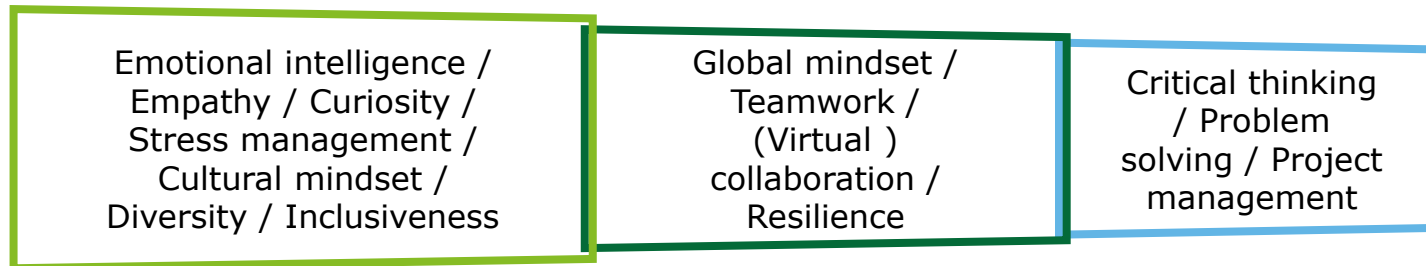 Emotional intelligence /
Empathy / Curiosity /
Stress management /
Cultural mindset /
Diversity / Inclusiveness
Global mindset /
Teamwork /
(Virtual )
collaboration /
Resilience
Critical thinking
/ Problem
solving / Project
management